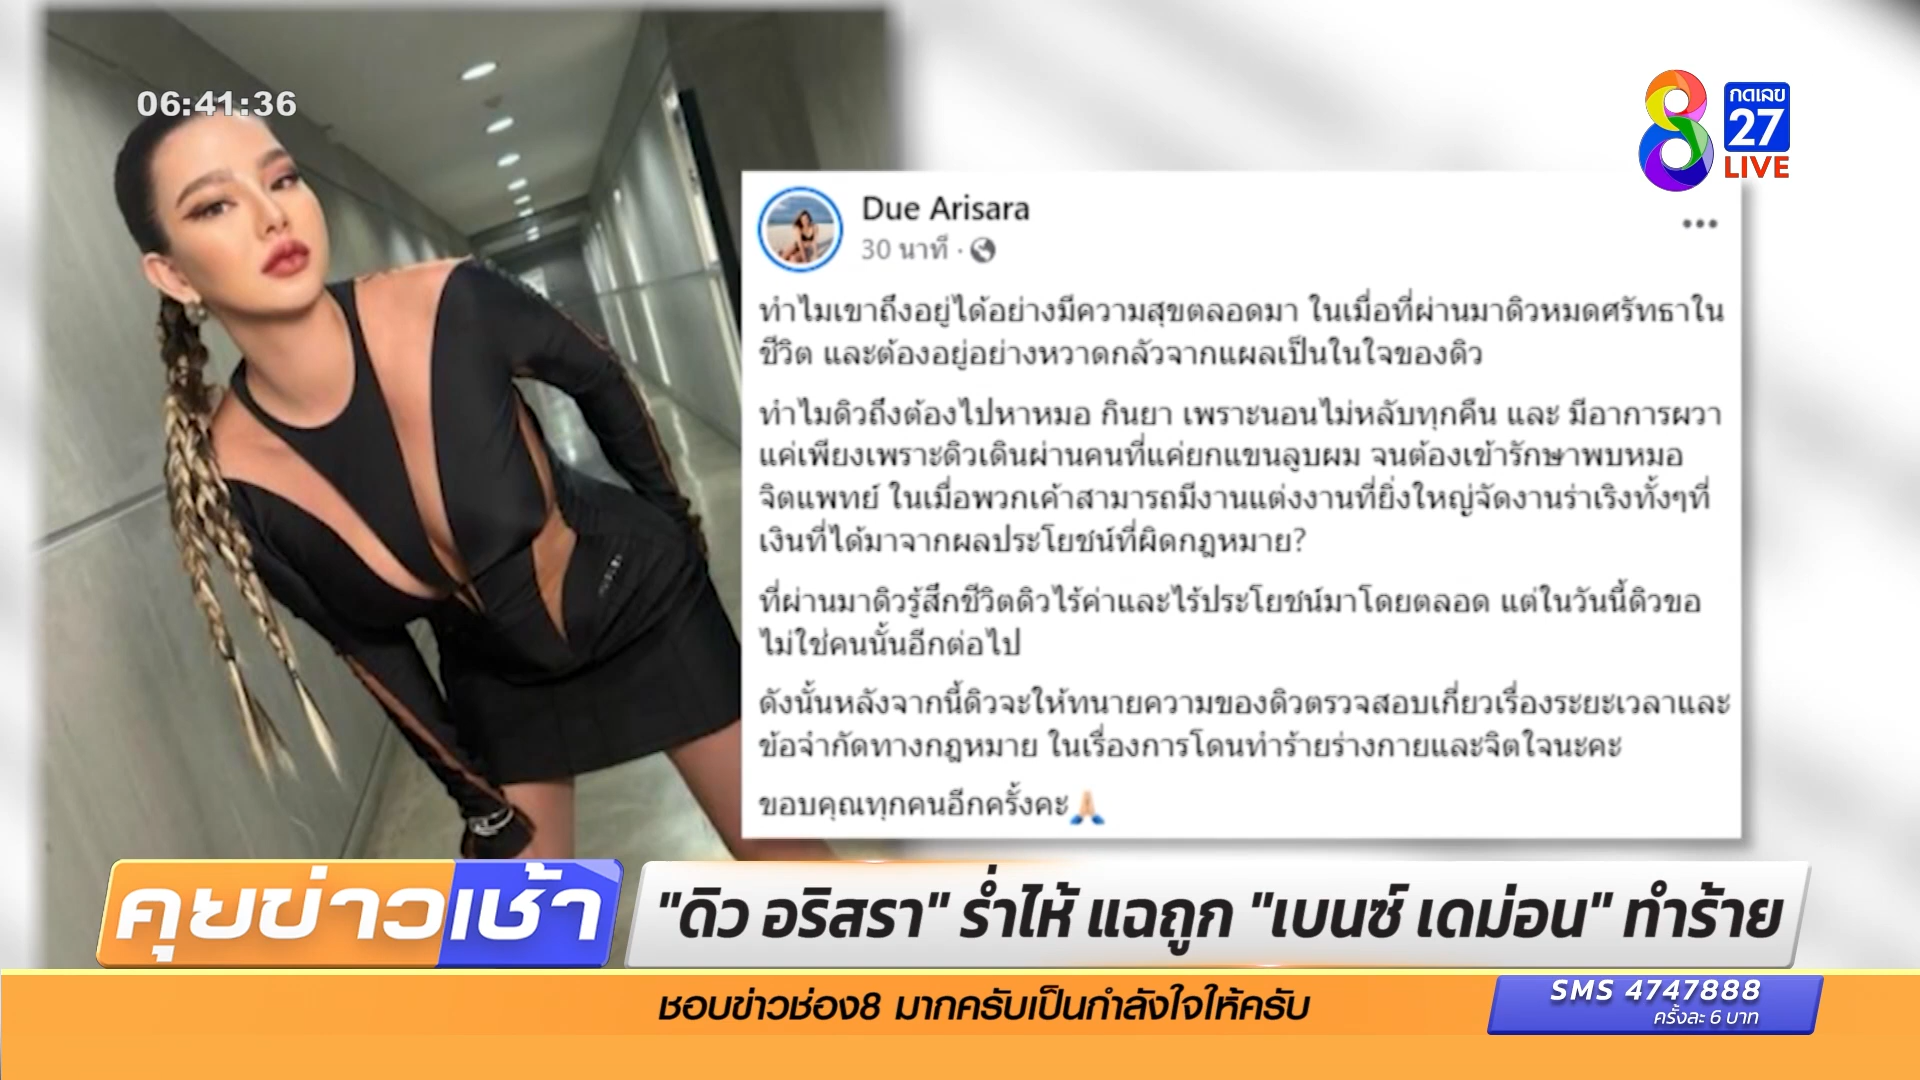 06:41:36
8
กดเลข
27
LIVE
Due Arisara
30 นาที ·
ทำไมเขาถึงอยู่ได้อย่างมีความสุขตลอดมา ในเมื่อที่ผ่านมาดิวหมดศรัทธาใน
ชีวิต และต้องอยู่อย่างหวาดกลัวจากแผลเป็นในใจของดิว
ทำไมดิวถึงต้องไปหาหมอ กินยา เพราะนอนไม่หลับทุกคืน และ มีอาการผวา
แค่เพียงเพราะดิวเดินผ่านคนที่แค่ยกแขนลูบผม จนต้องเข้ารักษาพบหมอ
จิตแพทย์ ในเมื่อพวกเค้าสามารถมีงานแต่งงานที่ยิ่งใหญ่จัดงานร่าเริงทั้งๆที่
เงินที่ได้มาจากผลประโยชน์ที่ผิดกฎหมาย?
ที่ผ่านมาดิวรู้สึกชีวิตดิวไร้ค่าและไร้ประโยชน์มาโดยตลอด แต่ในวันนี้ดิวขอ
ไม่ใช่คนนั้นอีกต่อไป
ดังนั้นหลังจากนี้ดิวจะให้ทนายความของดิวตรวจสอบเกี่ยวเรื่องระยะเวลาและ
ข้อจำกัดทางกฎหมาย ในเรื่องการโดนทำร้ายร่างกายและจิตใจนะคะ
ขอบคุณทุกคนอีกครั้งคะ🙏🏻
คุยข่าวเช้า
"ดิว อริสรา" ร่ำไห้ แฉถูก "เบนซ์ เดม่อน" ทำร้าย
ชอบข่าวช่อง8 มากครับเป็นกำลังใจให้ครับ
SMS 4747888
ครั้งละ 6 บาท